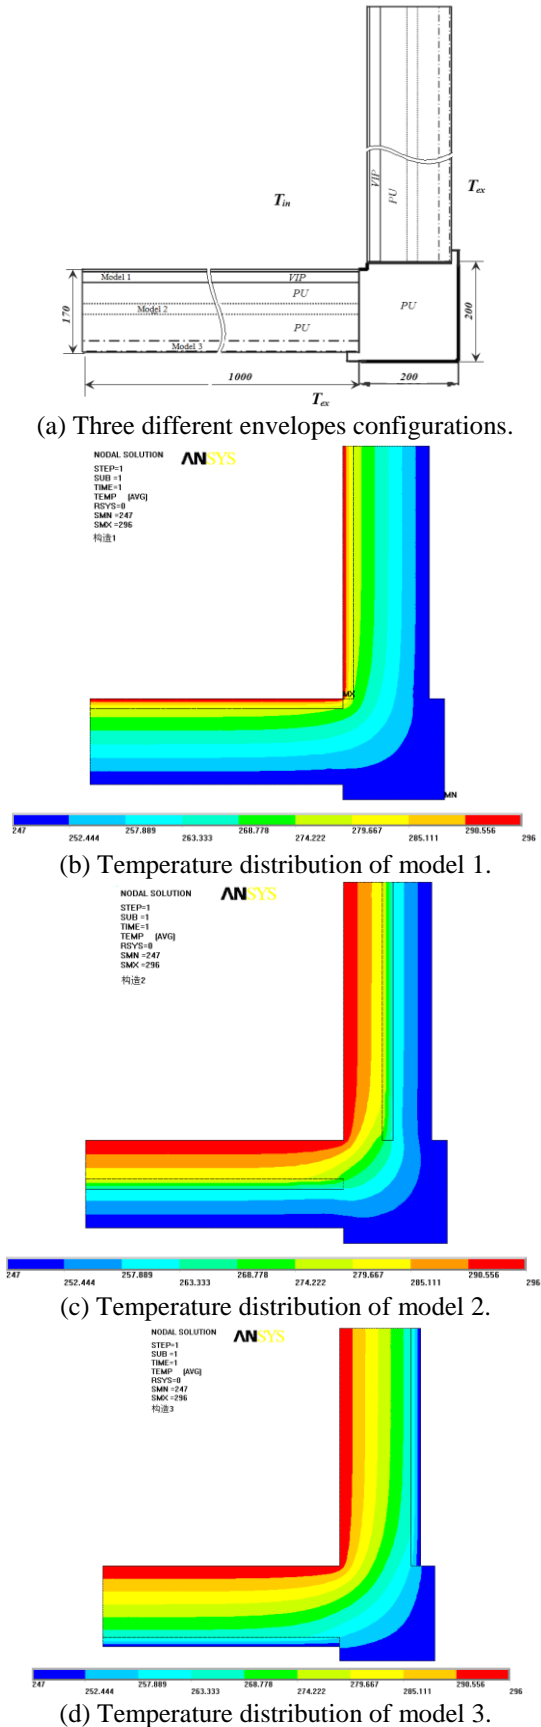 VIP
PU
T_in
T_ex
Model 1
VIP
PU
PU
170
Model 2
PU
200
Model 3
1000
200
T_ex
(a) Three different envelopes configurations.
NODAL SOLUTION
ANSYS
STEP=1
SUB =1
TIME=1
TEMP (AVG)
RSYS=0
SMN =247
SMX =296
构造1
MX
MN
247 252.444 257.889 263.333 268.778 274.222 279.667 285.111 290.556 296
(b) Temperature distribution of model 1.
NODAL SOLUTION
ANSYS
STEP=1
SUB =1
TIME=1
TEMP (AVG)
RSYS=0
SMN =247
SMX =296
构造2
247 252.444 257.889 263.333 268.778 274.222 279.667 285.111 290.556 296
(c) Temperature distribution of model 2.
NODAL SOLUTION
ANSYS
STEP=1
SUB =1
TIME=1
TEMP (AVG)
RSYS=0
SMN =247
SMX =296
构造3
247 252.444 257.889 263.333 268.778 274.222 279.667 285.111 290.556 296
(d) Temperature distribution of model 3.